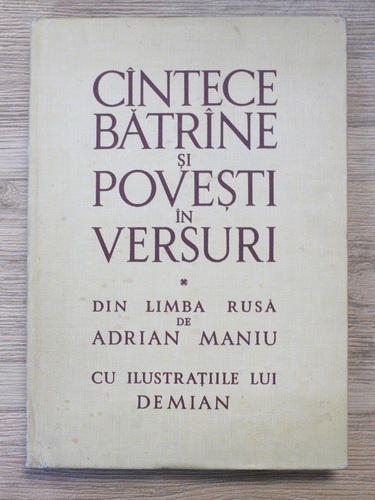 CÎNTECE
BĂTRÎNE
ȘI
POVEȘTI
ÎN
VERSURI
*
DIN LIMBA RUSĂ
DE
ADRIAN MANIU
CU ILUSTRAȚIILE LUI
DEMIAN